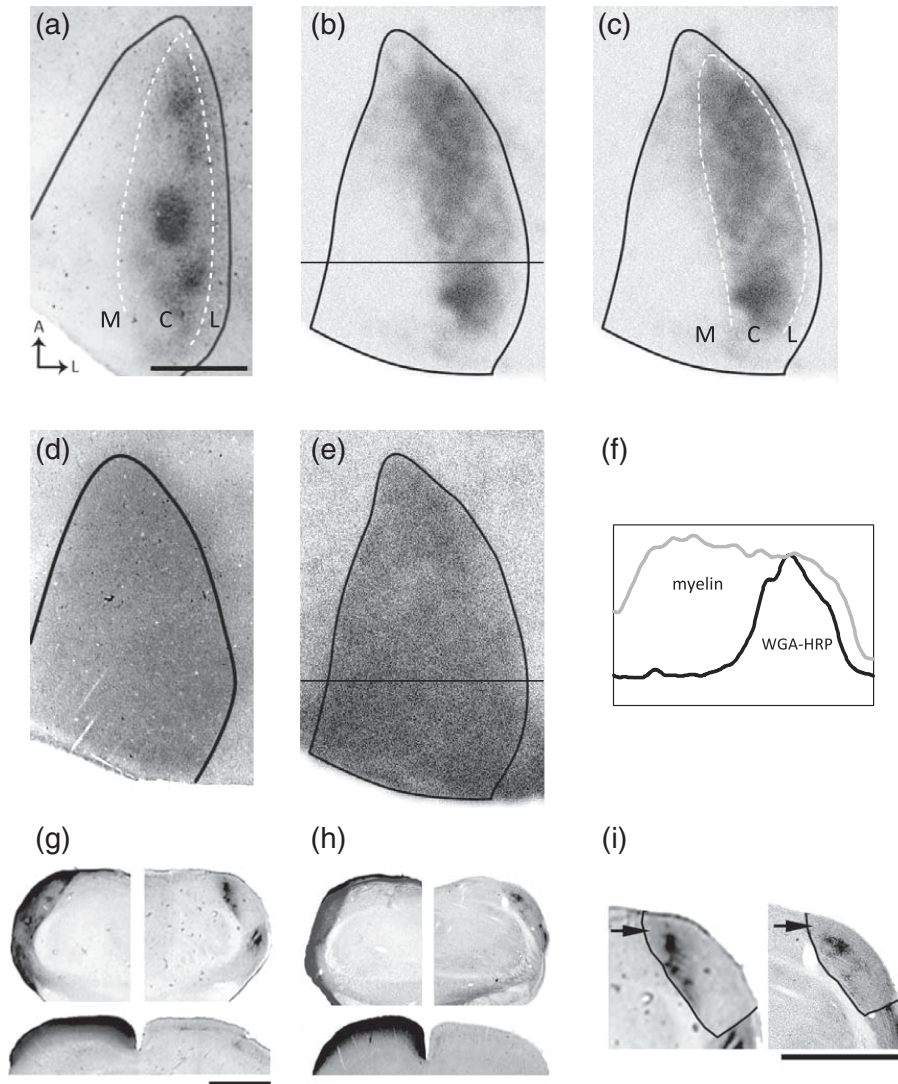 (a)
(b)
(c)
M C L
A
L
M C L
(d)
(e)
(f)
myelin
WGA-HRP
(g)
(h)
(i)